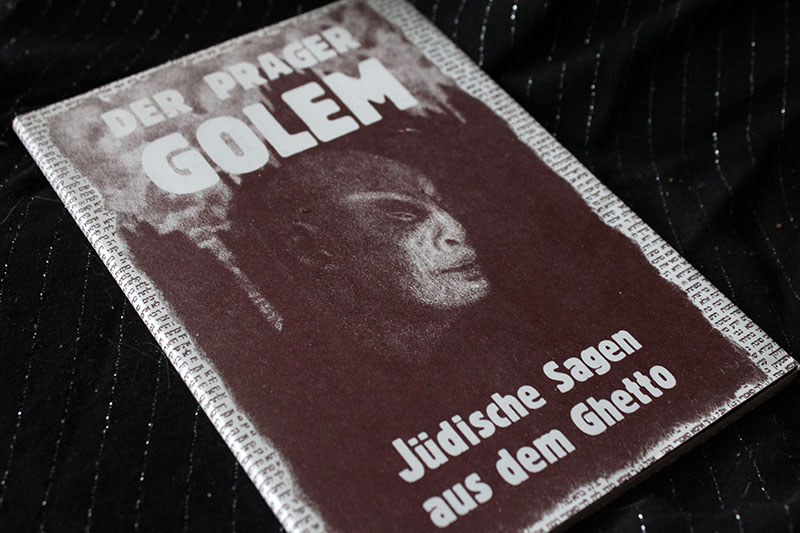 DER PRAGER
GOLEM
Jüdische Sagen
aus dem Ghetto